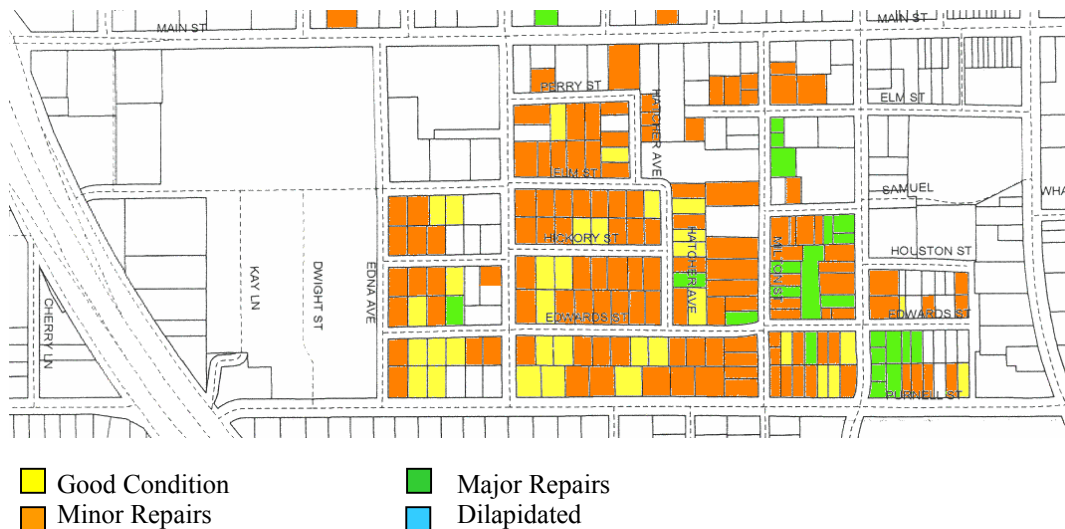 MAIN ST
MAIN ST
PERRY ST
ELM ST
HATCHER AVE
ELM ST
SAMUEL
WHA
HICKORY ST
HOUSTON ST
HATCHER AVE
MILTON ST
KAY LN
DWIGHT ST
EDNA AVE
CHERRY LN
EDWARDS ST
EDWARDS ST
PURNELL ST
Good Condition
Major Repairs
Minor Repairs
Dilapidated